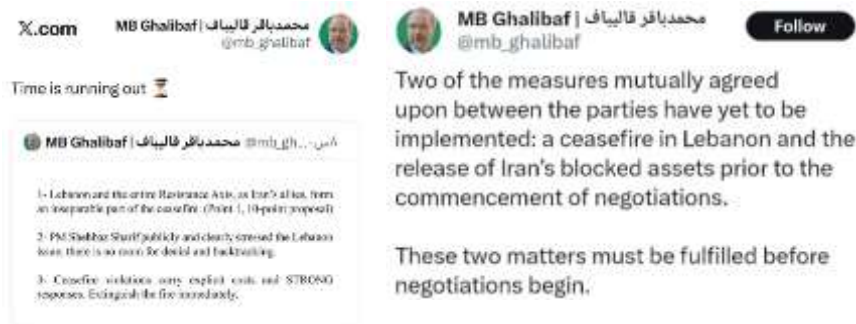 X.com
MB Ghalibaf | محمدباقر قالیباف
@mb_ghalibaf
Time is running out ⏳
MB Ghalibaf | محمدباقر قالیباف @mb_gh... ۸س
1- Lebanon and the entire Resistance Axis, as Iran's allies, form
an inseparable part of the ceasefire. (Point 1, 10-point proposal)
2- PM Shehbaz Sharif publicly and clearly stressed the Lebanon
issue; there is no room for denial and backtracking.
3- Ceasefire violations carry explicit costs and STRONG
responses. Extinguish the fire immediately.
MB Ghalibaf | محمدباقر قالیباف
@mb_ghalibaf
Follow
Two of the measures mutually agreed
upon between the parties have yet to be
implemented: a ceasefire in Lebanon and the
release of Iran's blocked assets prior to the
commencement of negotiations.
These two matters must be fulfilled before
negotiations begin.